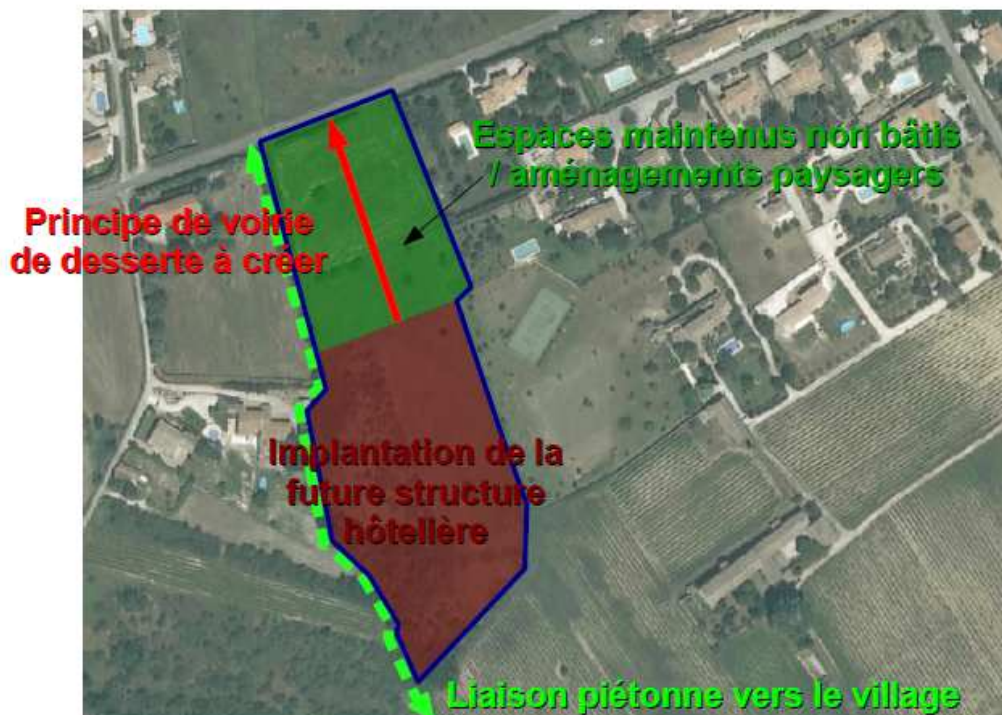 Espaces maintenus non bâtis
/ aménagements paysagers
Principe de voirie
de desserte à créer
Implantation de la
future structure
hôtelière
Liaison piétonne vers le village